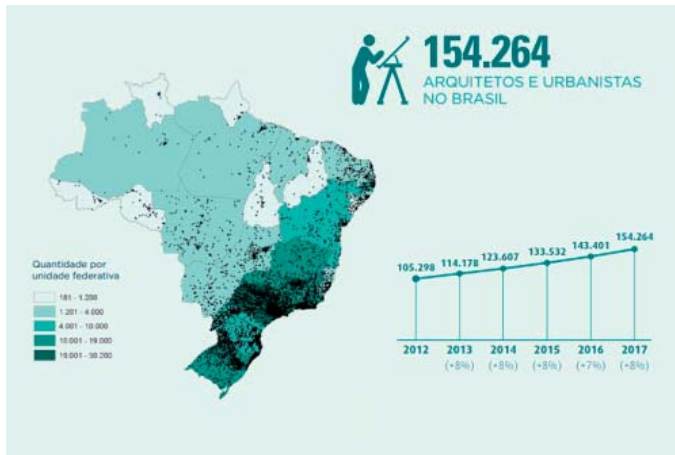 154.264
ARQUITETOS E URBANISTAS
NO BRASIL
Quantidade por
unidade federativa
181 - 1.200
1.201 - 4.000
4.001 - 10.000
10.001 - 19.000
19.001 - 50.200
105.298
114.178
123.607
133.532
143.401
154.264
2012
2013
2014
2015
2016
2017
(+8%)
(+8%)
(+8%)
(+7%)
(+8%)